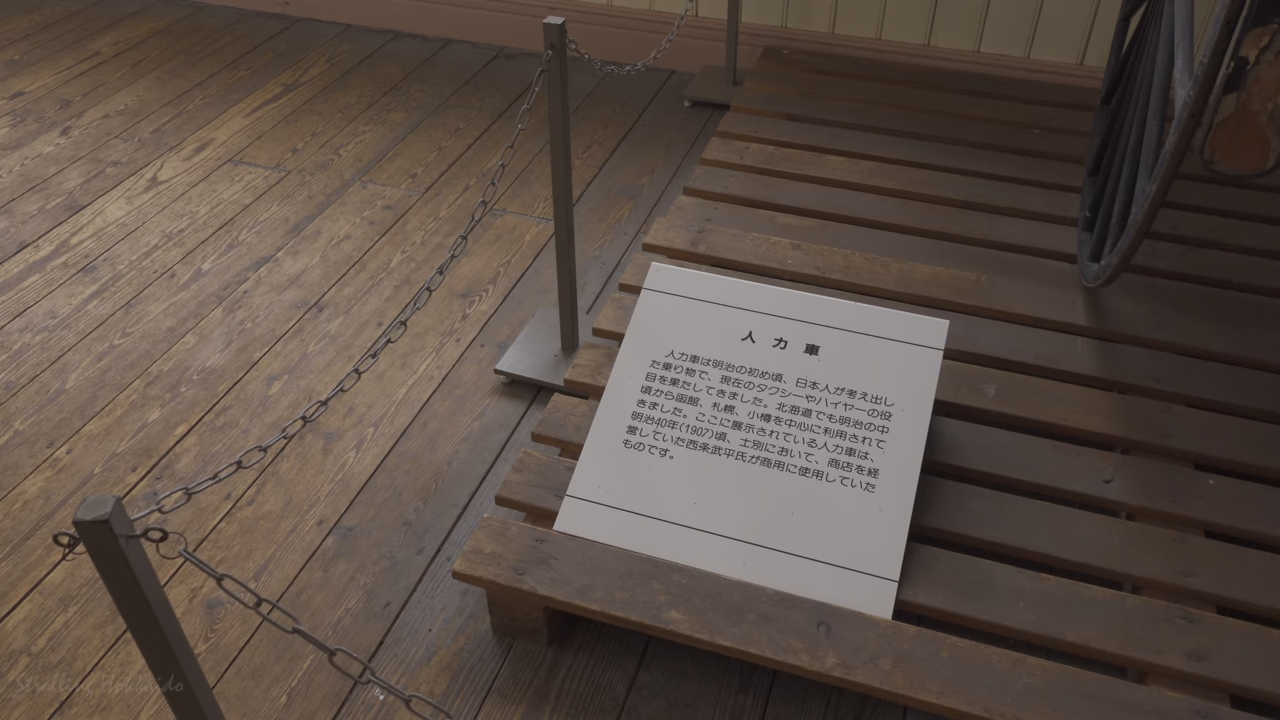 人力車
人力車は明治の初め頃、日本人が考え出し
た乗り物で、現在のタクシーやハイヤーの役
目を果たしてきました。北海道でも明治の中
頃から函館、札幌、小樽を中心に利用されて
きました。ここに展示されている人力車は、
明治40年(1907)頃、士別において、商店を経
営していた西条武平氏が商用に使用していた
ものです。
Strolling Hokkaido